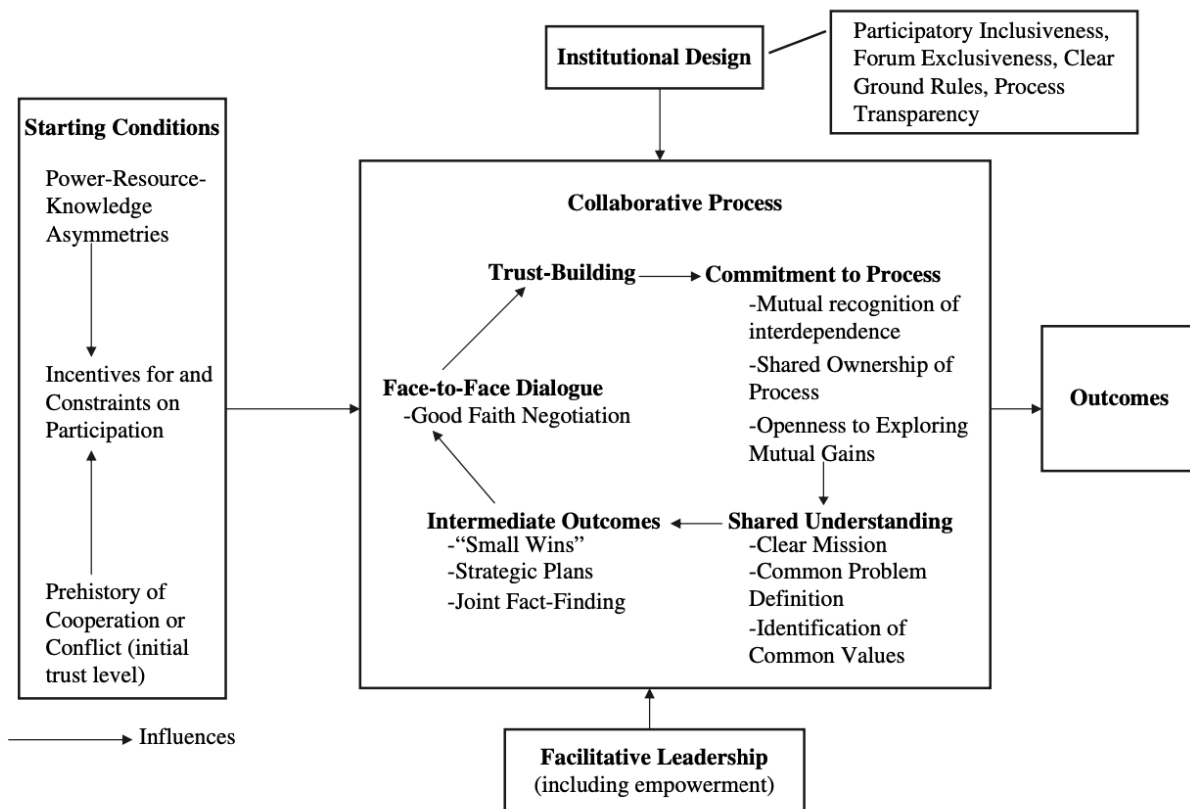 Institutional Design
Participatory Inclusiveness,
Forum Exclusiveness, Clear
Ground Rules, Process
Transparency
Starting Conditions
Power-Resource-
Knowledge
Asymmetries
Incentives for and
Constraints on
Participation
Prehistory of
Cooperation or
Conflict (initial
trust level)
Collaborative Process
Trust-Building
Commitment to Process
-Mutual recognition of
interdependence
-Shared Ownership of
Process
-Openness to Exploring
Mutual Gains
Face-to-Face Dialogue
-Good Faith Negotiation
Intermediate Outcomes
-“Small Wins”
-Strategic Plans
-Joint Fact-Finding
Shared Understanding
-Clear Mission
-Common Problem
Definition
-Identification of
Common Values
Outcomes
Influences
Facilitative Leadership
(including empowerment)